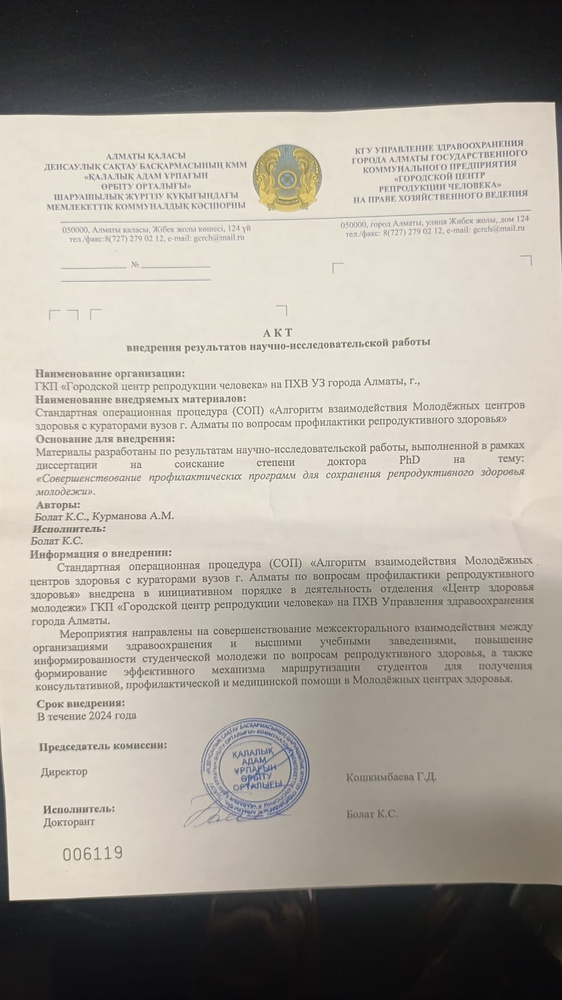 АЛМАТЫ ҚАЛАСЫ
ДЕНСАУЛЫҚ САҚТАУ БАСҚАРМАСЫНЫҢ КММ
«ҚАЛАЛЫҚ АДАМ ҰРПАҒЫН
ӨРБІТУ ОРТАЛЫҒЫ»
ШАРУАШЫЛЫҚ ЖҮРГІЗУ ҚҰҚЫҒЫНДАҒЫ
МЕМЛЕКЕТТІК КОММУНАЛДЫҚ КӘСІПОРНЫ
050000, Алматы қаласы, Жібек жолы көшесі, 124 үй
тел./факс:8(727) 279 02 12, e-mail: gcrch@mail.ru
КГУ УПРАВЛЕНИЕ ЗДРАВООХРАНЕНИЯ
ГОРОДА АЛМАТЫ ГОСУДАРСТВЕННОГО
КОММУНАЛЬНОГО ПРЕДПРИЯТИЯ
«ГОРОДСКОЙ ЦЕНТР
РЕПРОДУКЦИИ ЧЕЛОВЕКА»
НА ПРАВЕ ХОЗЯЙСТВЕННОГО ВЕДЕНИЯ
050000, город Алматы, улица Жибек жолы, дом 124
тел./факс: 8(727) 279 02 12, e-mail: gcrch@mail.ru
№
А К Т
внедрения результатов научно-исследовательской работы
Наименование организации:
ГКП «Городской центр репродукции человека» на ПХВ УЗ города Алматы, г.,
Наименование внедряемых материалов:
Стандартная операционная процедура (СОП) «Алгоритм взаимодействия Молодёжных центров
здоровья с кураторами вузов г. Алматы по вопросам профилактики репродуктивного здоровья»
Основание для внедрения:
Материалы разработаны по результатам научно-исследовательской работы, выполненной в рамках
диссертации на соискание степени доктора PhD на тему:
«Совершенствование профилактических программ для сохранения репродуктивного здоровья
молодежи».
Авторы:
Болат К.С., Курманова А.М.
Исполнитель:
Болат К.С.
Информация о внедрении:
Стандартная операционная процедура (СОП) «Алгоритм взаимодействия Молодёжных
центров здоровья с кураторами вузов г. Алматы по вопросам профилактики репродуктивного
здоровья» внедрена в инициативном порядке в деятельность отделения «Центр здоровья
молодежи» ГКП «Городской центр репродукции человека» на ПХВ Управления здравоохранения
города Алматы.
Мероприятия направлены на совершенствование межсекторального взаимодействия между
организациями здравоохранения и высшими учебными заведениями, повышение
информированности студенческой молодежи по вопросам репродуктивного здоровья, а также
формирование эффективного механизма маршрутизации студентов для получения
консультативной, профилактической и медицинской помощи в Молодёжных центрах здоровья.
Срок внедрения:
В течение 2024 года
Председатель комиссии:
Директор
Кошкимбаева Г.Д.
ҚАЛАЛЫҚ
АДАМ
ҰРПАҒЫН
ӨРБІТУ
ОРТАЛЫҒЫ
Исполнитель:
Докторант
Болат К.С.
006119